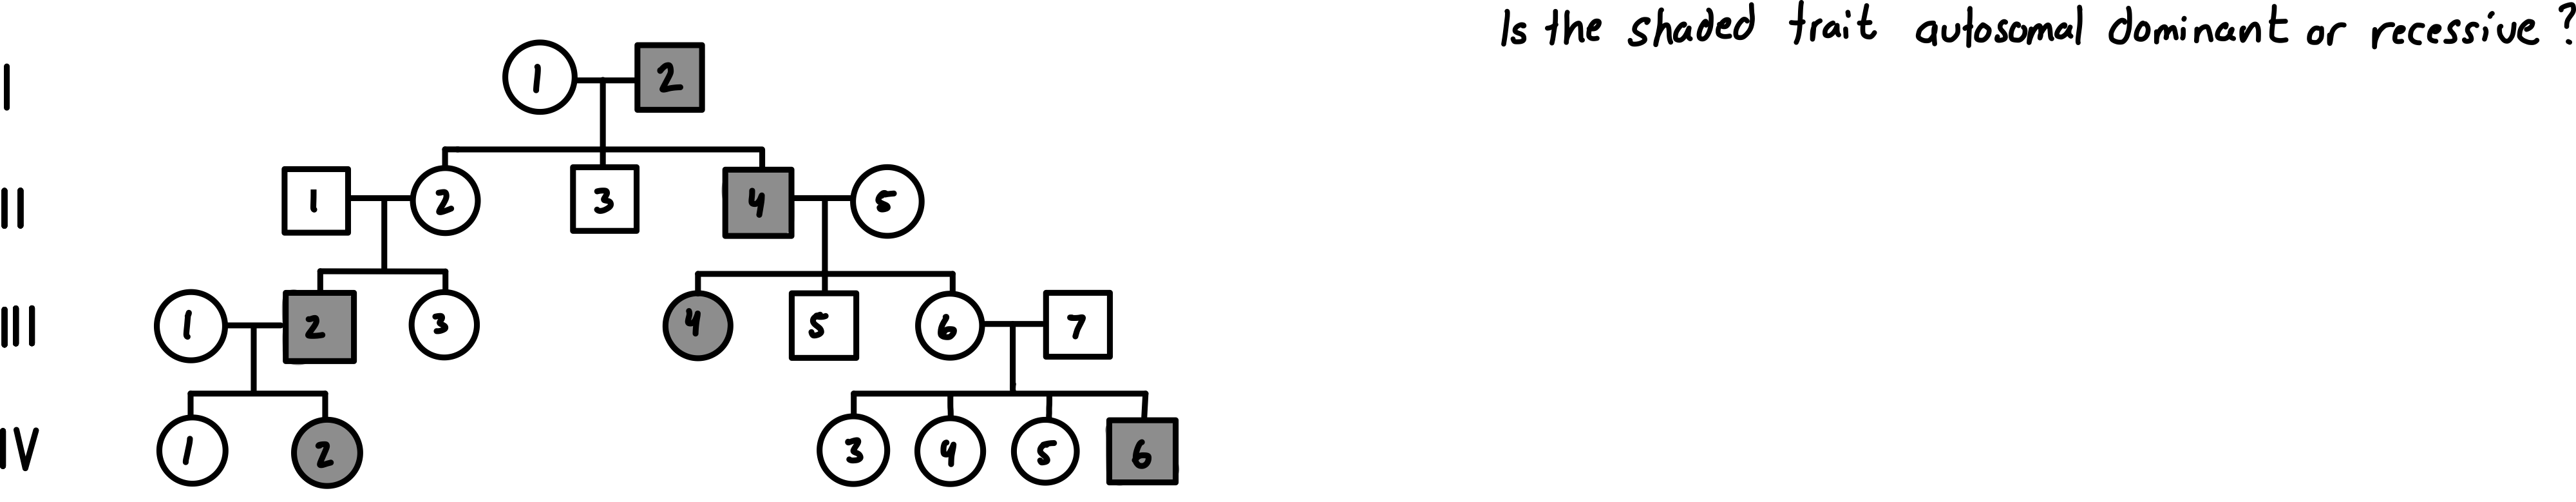 Is the shaded trait autosomal dominant or recessive?
I
1 2
II
1 2 3 4 5
III
1 2 3 4 5 6 7
IV
1 2 3 4 5 6